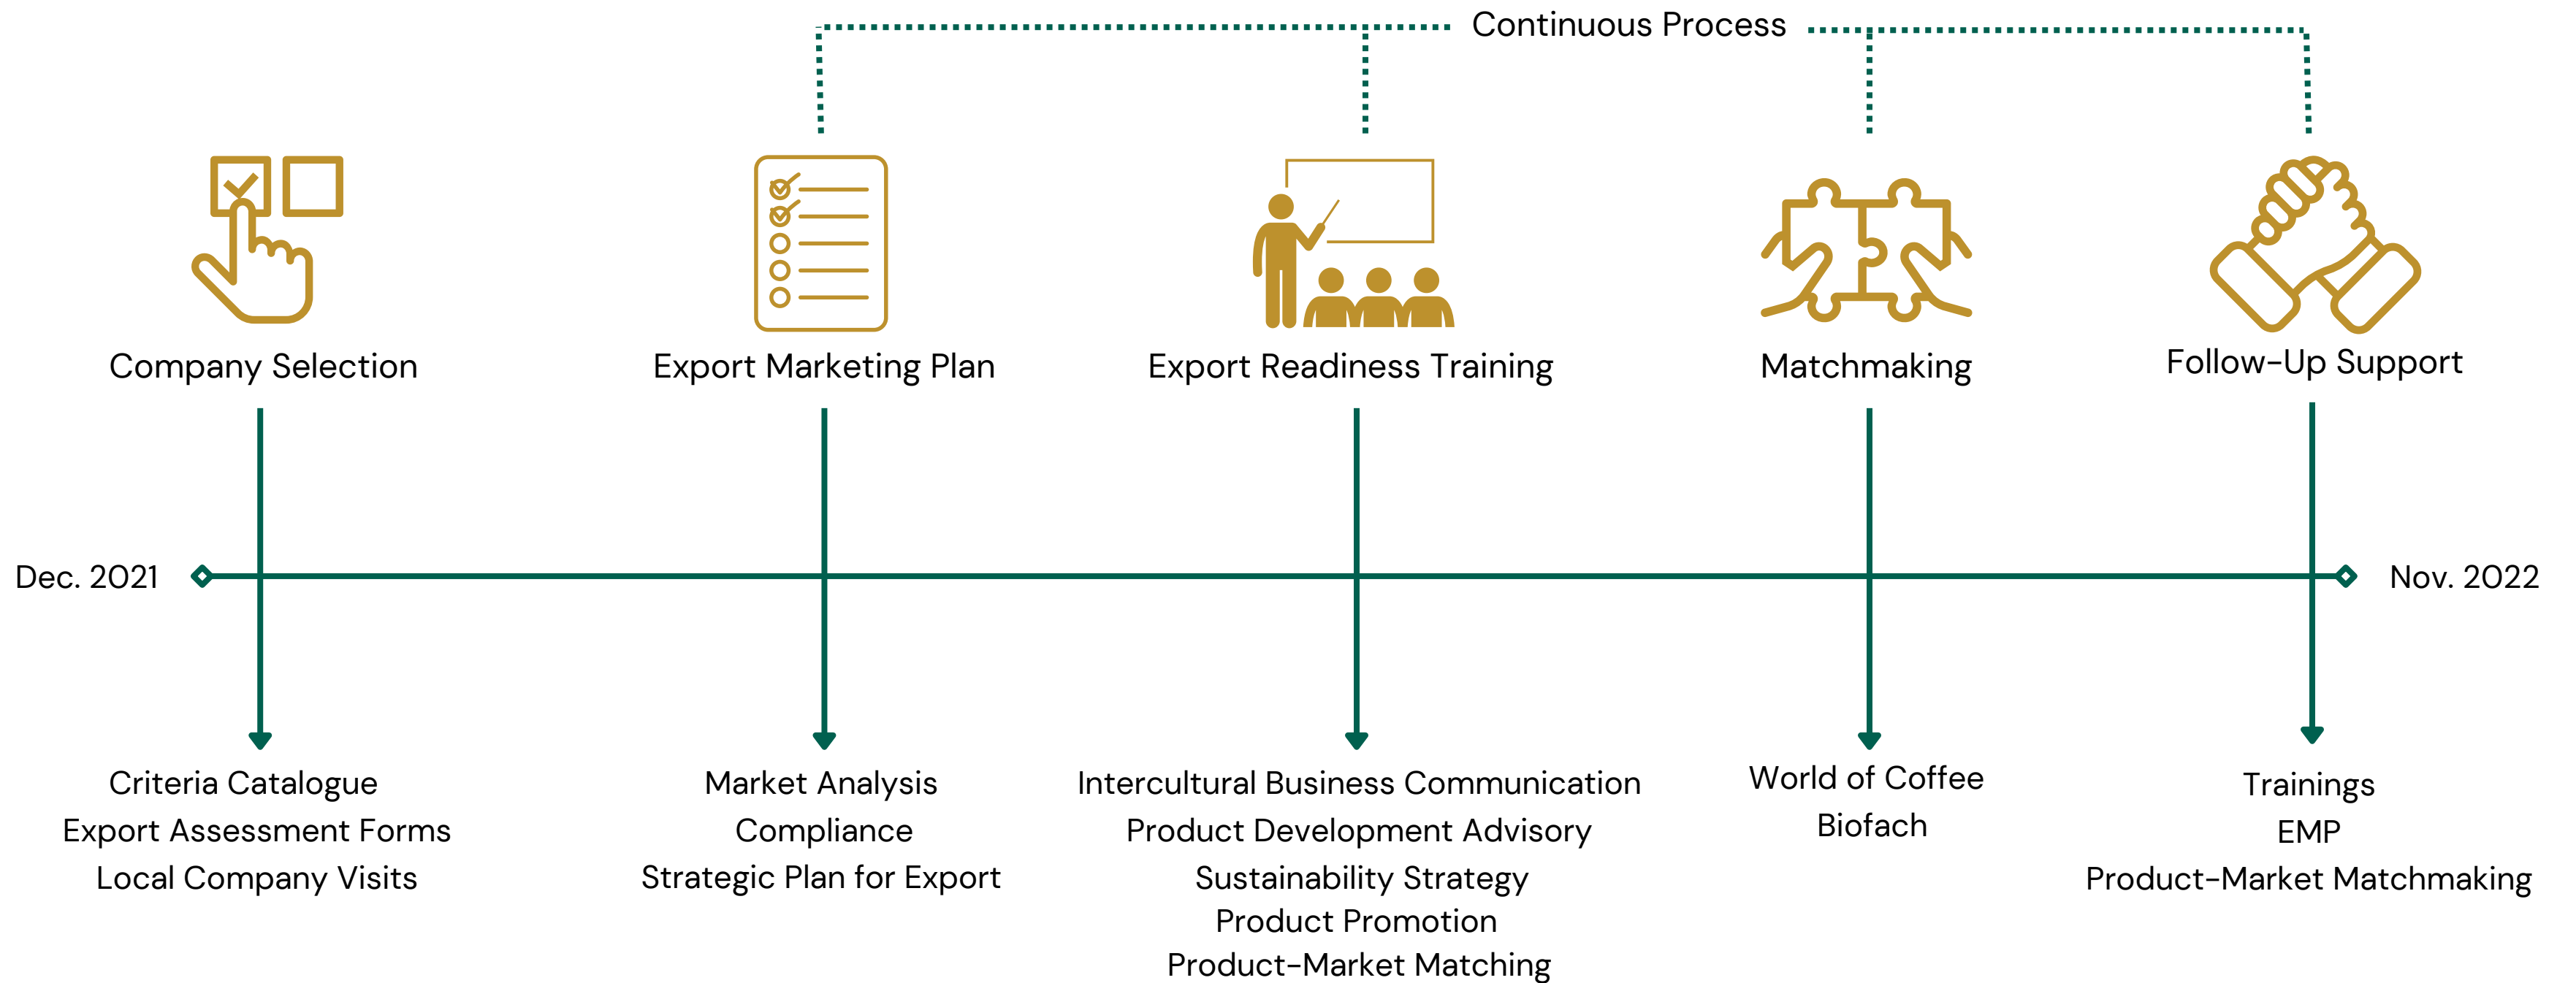 Continuous Process
Company Selection
Export Marketing Plan
Export Readiness Training
Matchmaking
Follow-Up Support
Dec. 2021
Nov. 2022
Criteria Catalogue
Export Assessment Forms
Local Company Visits
Market Analysis
Compliance
Strategic Plan for Export
Intercultural Business Communication
Product Development Advisory
Sustainability Strategy
Product Promotion
Product-Market Matching
World of Coffee
Biofach
Trainings
EMP
Product-Market Matchmaking